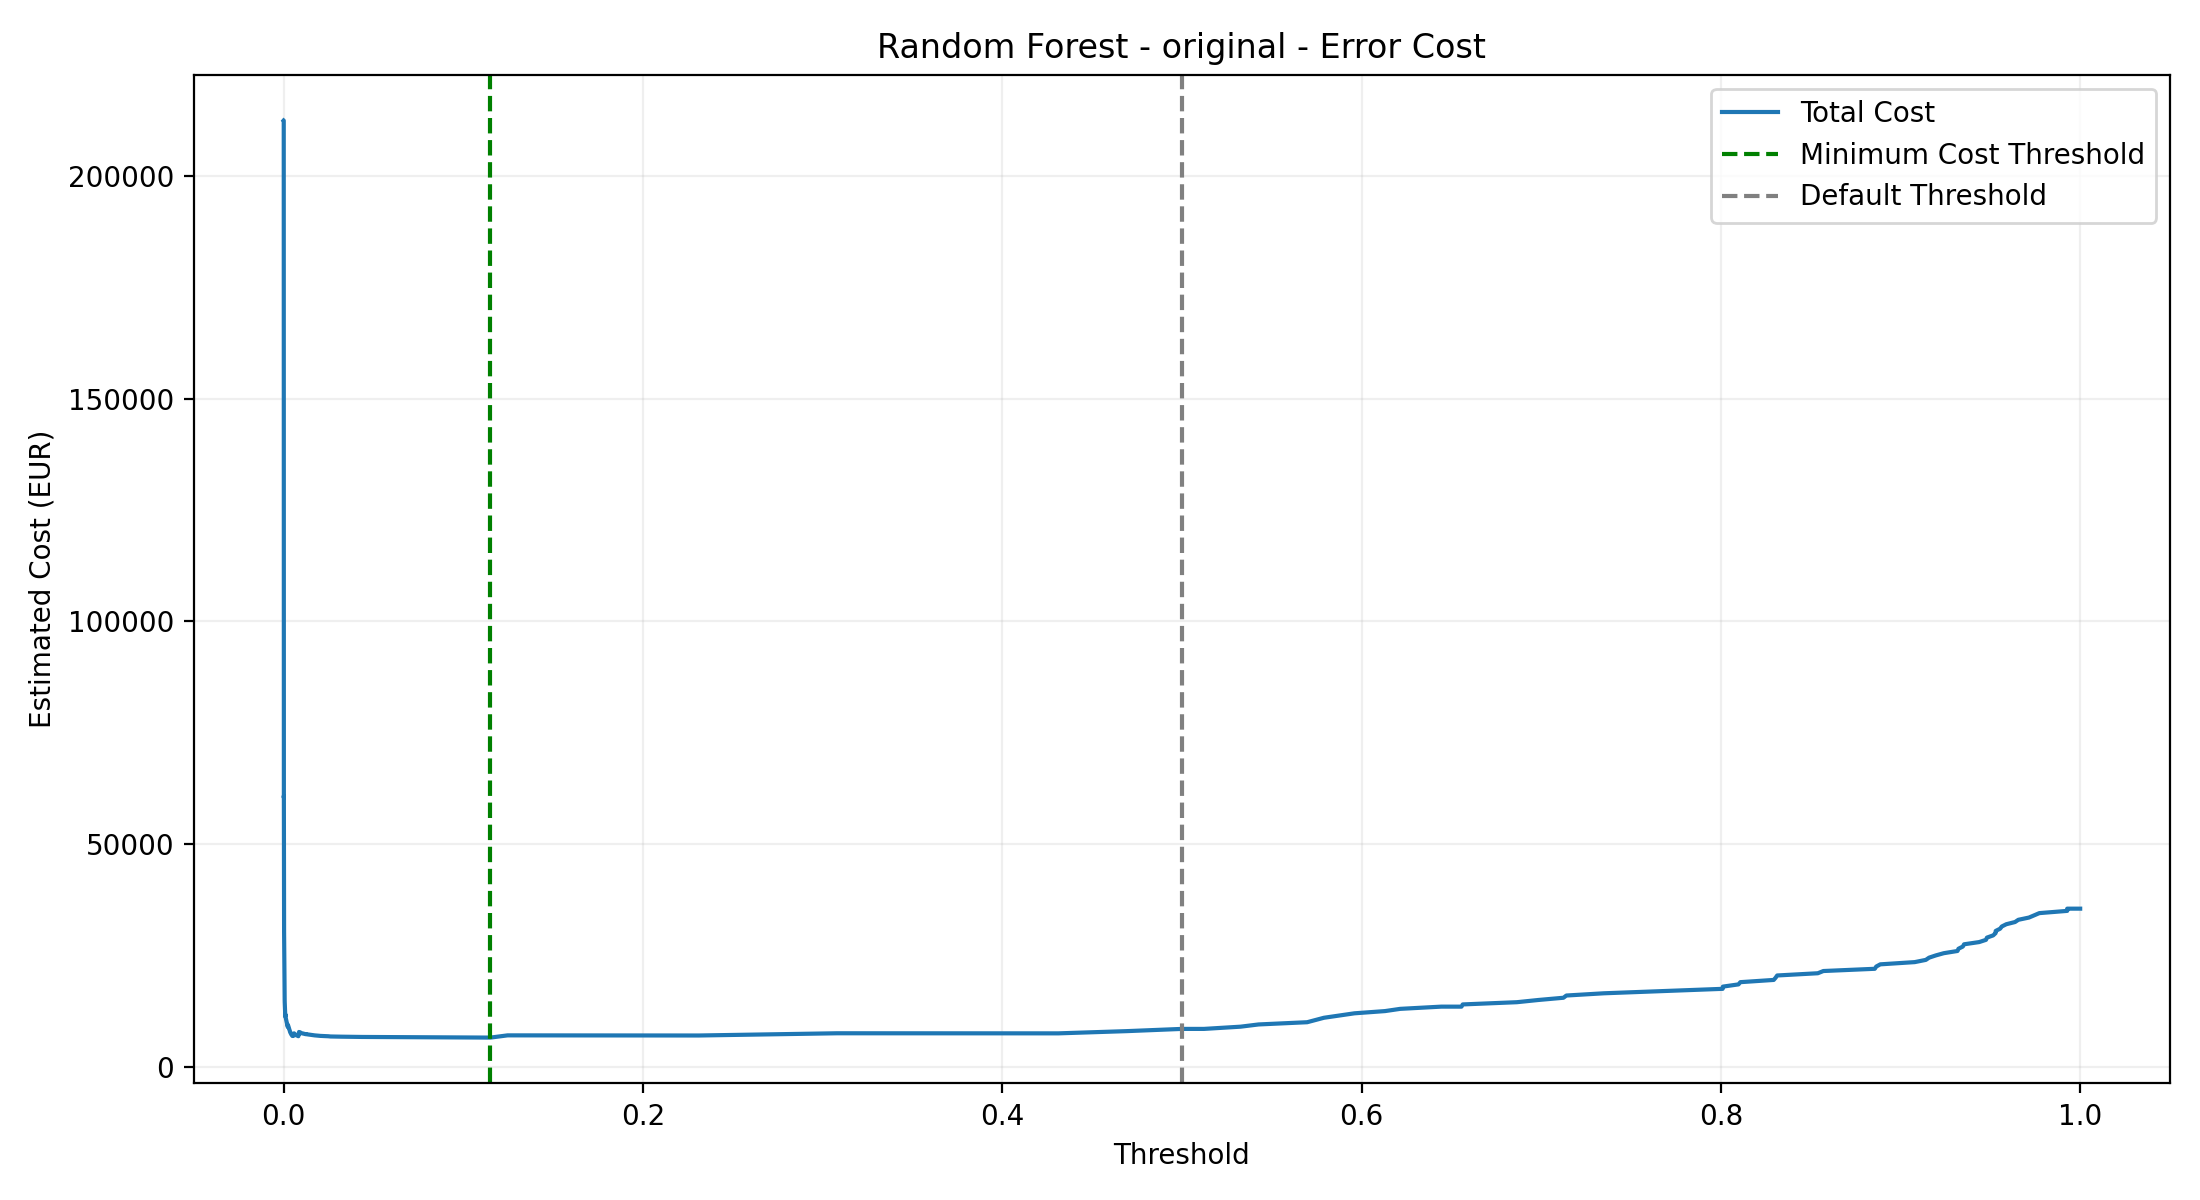 Random Forest - original - Error Cost
Total Cost
Minimum Cost Threshold
Default Threshold
Estimated Cost (EUR)
200000
150000
100000
50000
0
0.0 0.2 0.4 0.6 0.8 1.0
Threshold